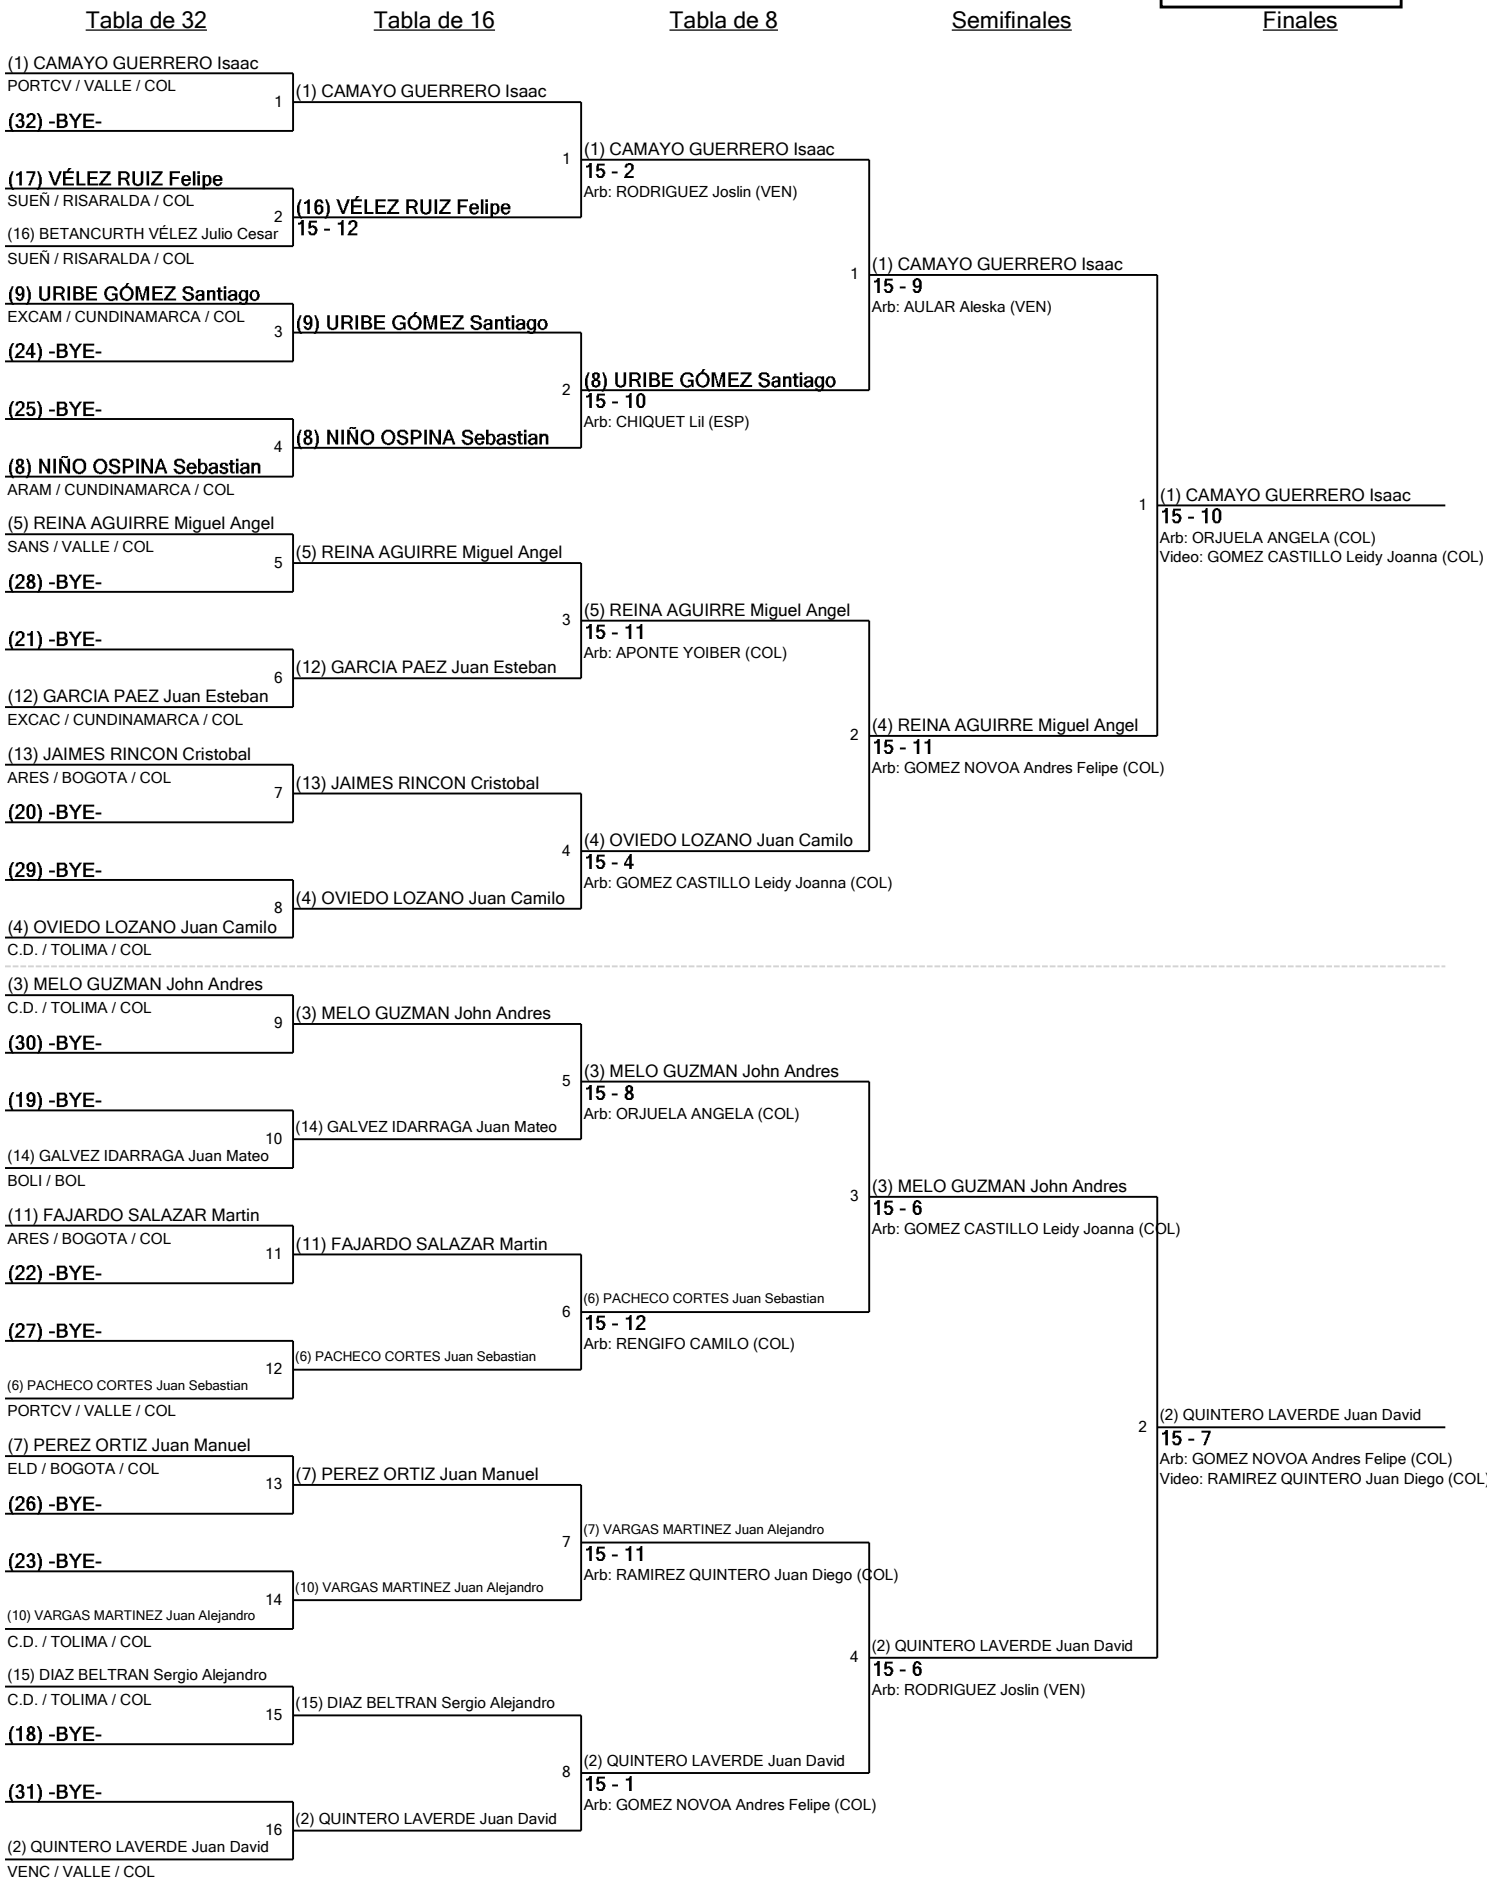 Tabla de 32
Tabla de 16
Tabla de 8
Semifinales
Finales
(1) CAMAYO GUERRERO Isaac
PORTCV / VALLE / COL
1
(32) -BYE-
(17) VÉLEZ RUIZ Felipe
SUEÑ / RISARALDA / COL
2
(16) BETANCURTH VÉLEZ Julio Cesar
SUEÑ / RISARALDA / COL
(9) URIBE GÓMEZ Santiago
EXCAM / CUNDINAMARCA / COL
3
(24) -BYE-
(25) -BYE-
4
(8) NIÑO OSPINA Sebastian
ARAM / CUNDINAMARCA / COL
(5) REINA AGUIRRE Miguel Angel
SANS / VALLE / COL
5
(28) -BYE-
(21) -BYE-
6
(12) GARCIA PAEZ Juan Esteban
EXCAC / CUNDINAMARCA / COL
(13) JAIMES RINCON Cristobal
ARES / BOGOTA / COL
7
(20) -BYE-
(29) -BYE-
8
(4) OVIEDO LOZANO Juan Camilo
C.D. / TOLIMA / COL
(3) MELO GUZMAN John Andres
C.D. / TOLIMA / COL
9
(30) -BYE-
(19) -BYE-
10
(14) GALVEZ IDARRAGA Juan Mateo
BOLI / BOL
(11) FAJARDO SALAZAR Martin
ARES / BOGOTA / COL
11
(22) -BYE-
(27) -BYE-
12
(6) PACHECO CORTES Juan Sebastian
PORTCV / VALLE / COL
(7) PEREZ ORTIZ Juan Manuel
ELD / BOGOTA / COL
13
(26) -BYE-
(23) -BYE-
14
(10) VARGAS MARTINEZ Juan Alejandro
C.D. / TOLIMA / COL
(15) DIAZ BELTRAN Sergio Alejandro
C.D. / TOLIMA / COL
15
(18) -BYE-
(31) -BYE-
16
(2) QUINTERO LAVERDE Juan David
VENC / VALLE / COL
(1) CAMAYO GUERRERO Isaac
1
(16) VÉLEZ RUIZ Felipe
15 - 12
(9) URIBE GÓMEZ Santiago
2
(8) NIÑO OSPINA Sebastian
(5) REINA AGUIRRE Miguel Angel
3
(12) GARCIA PAEZ Juan Esteban
(13) JAIMES RINCON Cristobal
4
(4) OVIEDO LOZANO Juan Camilo
(3) MELO GUZMAN John Andres
5
(14) GALVEZ IDARRAGA Juan Mateo
(11) FAJARDO SALAZAR Martin
6
(6) PACHECO CORTES Juan Sebastian
(7) PEREZ ORTIZ Juan Manuel
7
(10) VARGAS MARTINEZ Juan Alejandro
(15) DIAZ BELTRAN Sergio Alejandro
8
(2) QUINTERO LAVERDE Juan David
(1) CAMAYO GUERRERO Isaac
15 - 2
Arb: RODRIGUEZ Joslin (VEN)
1
(8) URIBE GÓMEZ Santiago
15 - 10
Arb: CHIQUET Lil (ESP)
(5) REINA AGUIRRE Miguel Angel
15 - 11
Arb: APONTE YOIBER (COL)
2
(4) OVIEDO LOZANO Juan Camilo
15 - 4
Arb: GOMEZ CASTILLO Leidy Joanna (COL)
(3) MELO GUZMAN John Andres
15 - 8
Arb: ORJUELA ANGELA (COL)
3
(6) PACHECO CORTES Juan Sebastian
15 - 12
Arb: RENGIFO CAMILO (COL)
(7) VARGAS MARTINEZ Juan Alejandro
15 - 11
Arb: RAMIREZ QUINTERO Juan Diego (COL)
4
(2) QUINTERO LAVERDE Juan David
15 - 1
Arb: GOMEZ NOVOA Andres Felipe (COL)
(1) CAMAYO GUERRERO Isaac
15 - 9
Arb: AULAR Aleska (VEN)
1
(4) REINA AGUIRRE Miguel Angel
15 - 11
Arb: GOMEZ NOVOA Andres Felipe (COL)
(3) MELO GUZMAN John Andres
15 - 6
Arb: GOMEZ CASTILLO Leidy Joanna (COL)
2
(2) QUINTERO LAVERDE Juan David
15 - 6
Arb: RODRIGUEZ Joslin (VEN)
(1) CAMAYO GUERRERO Isaac
15 - 10
Arb: ORJUELA ANGELA (COL)
Video: GOMEZ CASTILLO Leidy Joanna (COL)
(2) QUINTERO LAVERDE Juan David
15 - 7
Arb: GOMEZ NOVOA Andres Felipe (COL)
Video: RAMIREZ QUINTERO Juan Diego (COL)